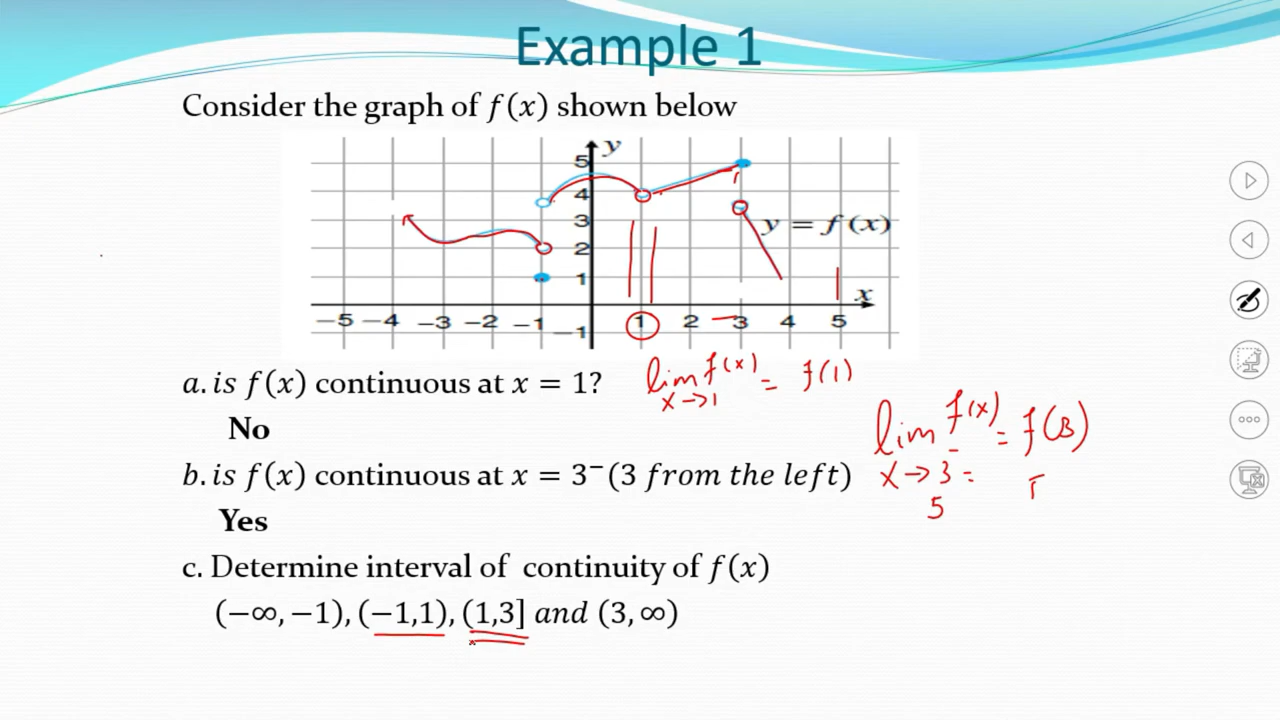 Example 1
Consider the graph of f(x) shown below
y
5
4
3
2
1
−1
y = f(x)
x
−5 −4 −3 −2 −1 1 2 3 4 5
a. is f(x) continuous at x = 1?
lim f(x) = f(1)
x→1
No
lim f(x) = f(3)
b. is f(x) continuous at x = 3⁻ (3 from the left)
x→3⁻ =
5
Yes
c. Determine interval of continuity of f(x)
(−∞, −1), (−1,1), (1,3] and (3, ∞)